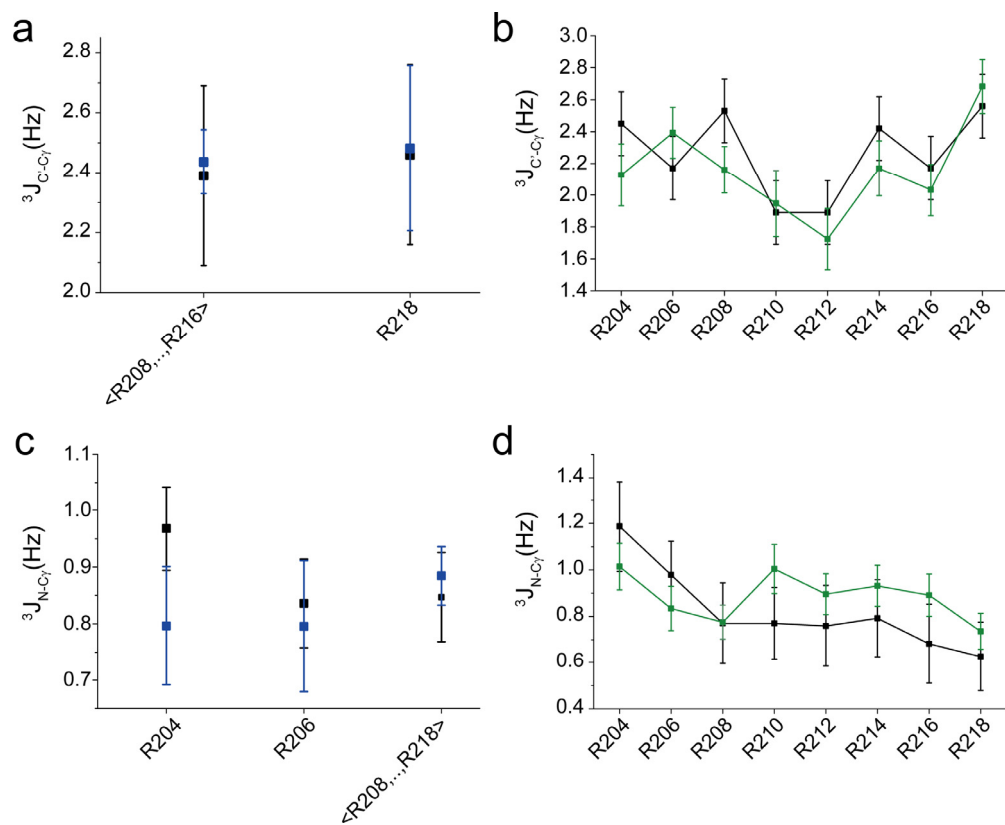 a
³J_C'-Cγ(Hz)
2.8
2.6
2.4
2.2
2.0
<R208,...,R216>
R218
b
³J_C'-Cγ(Hz)
3.0
2.8
2.6
2.4
2.2
2.0
1.8
1.6
1.4
R204
R206
R208
R210
R212
R214
R216
R218
c
³J_N-Cγ(Hz)
1.1
1.0
0.9
0.8
0.7
R204
R206
<R208,...,R218>
d
³J_N-Cγ(Hz)
1.4
1.2
1.0
0.8
0.6
0.4
R204
R206
R208
R210
R212
R214
R216
R218